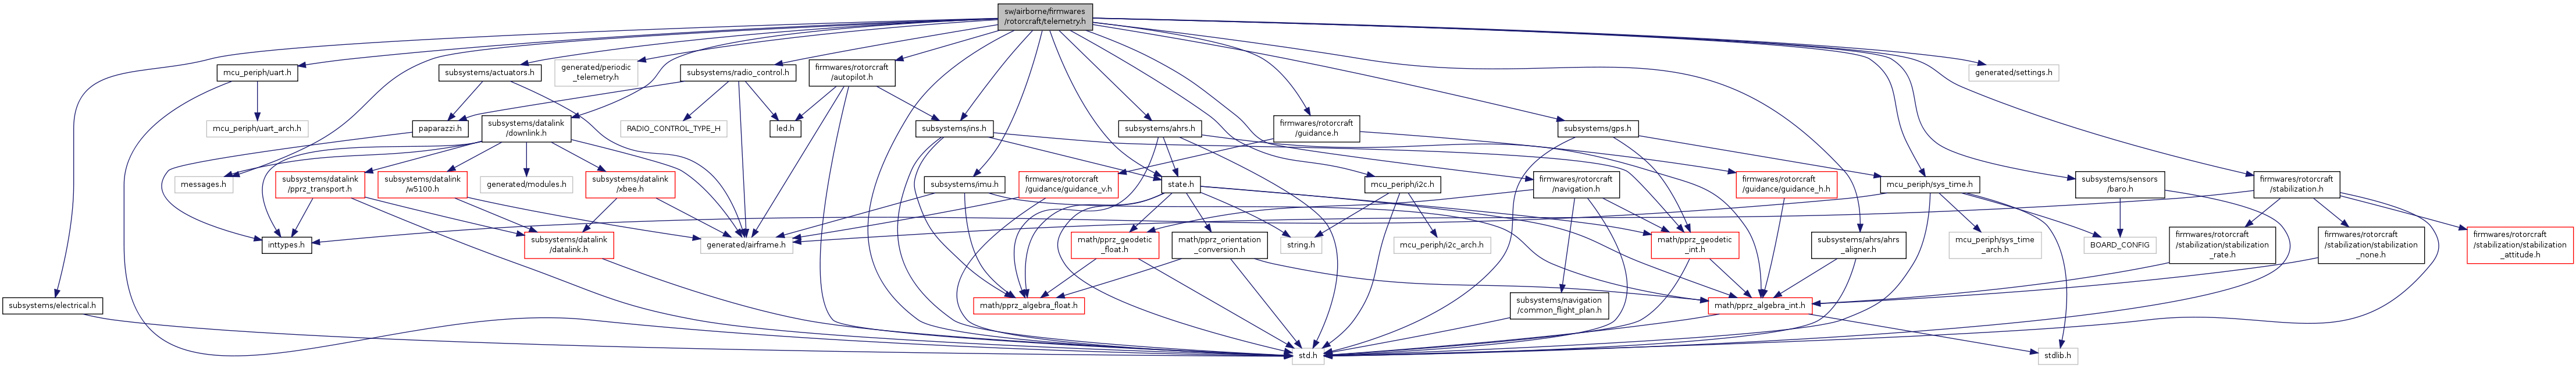 sw/airborne/firmwares
/rotorcraft/telemetry.h
mcu_periph/uart.h
subsystems/actuators.h
generated/periodic
_telemetry.h
subsystems/radio_control.h
firmwares/rotorcraft
/autopilot.h
generated/settings.h
mcu_periph/uart_arch.h
paparazzi.h
subsystems/datalink
/downlink.h
RADIO_CONTROL_TYPE_H
led.h
subsystems/ins.h
subsystems/ahrs.h
firmwares/rotorcraft
/guidance.h
subsystems/gps.h
messages.h
subsystems/datalink
/pprz_transport.h
subsystems/datalink
/w5100.h
generated/modules.h
subsystems/datalink
/xbee.h
subsystems/imu.h
firmwares/rotorcraft
/guidance/guidance_v.h
state.h
mcu_periph/i2c.h
firmwares/rotorcraft
/navigation.h
firmwares/rotorcraft
/guidance/guidance_h.h
mcu_periph/sys_time.h
subsystems/sensors
/baro.h
firmwares/rotorcraft
/stabilization.h
inttypes.h
subsystems/datalink
/datalink.h
generated/airframe.h
math/pprz_geodetic
_float.h
math/pprz_orientation
_conversion.h
string.h
mcu_periph/i2c_arch.h
math/pprz_geodetic
_int.h
subsystems/ahrs/ahrs
_aligner.h
mcu_periph/sys_time
_arch.h
BOARD_CONFIG
firmwares/rotorcraft
/stabilization/stabilization
_rate.h
firmwares/rotorcraft
/stabilization/stabilization
_none.h
firmwares/rotorcraft
/stabilization/stabilization
_attitude.h
subsystems/electrical.h
math/pprz_algebra_float.h
subsystems/navigation
/common_flight_plan.h
math/pprz_algebra_int.h
std.h
stdlib.h